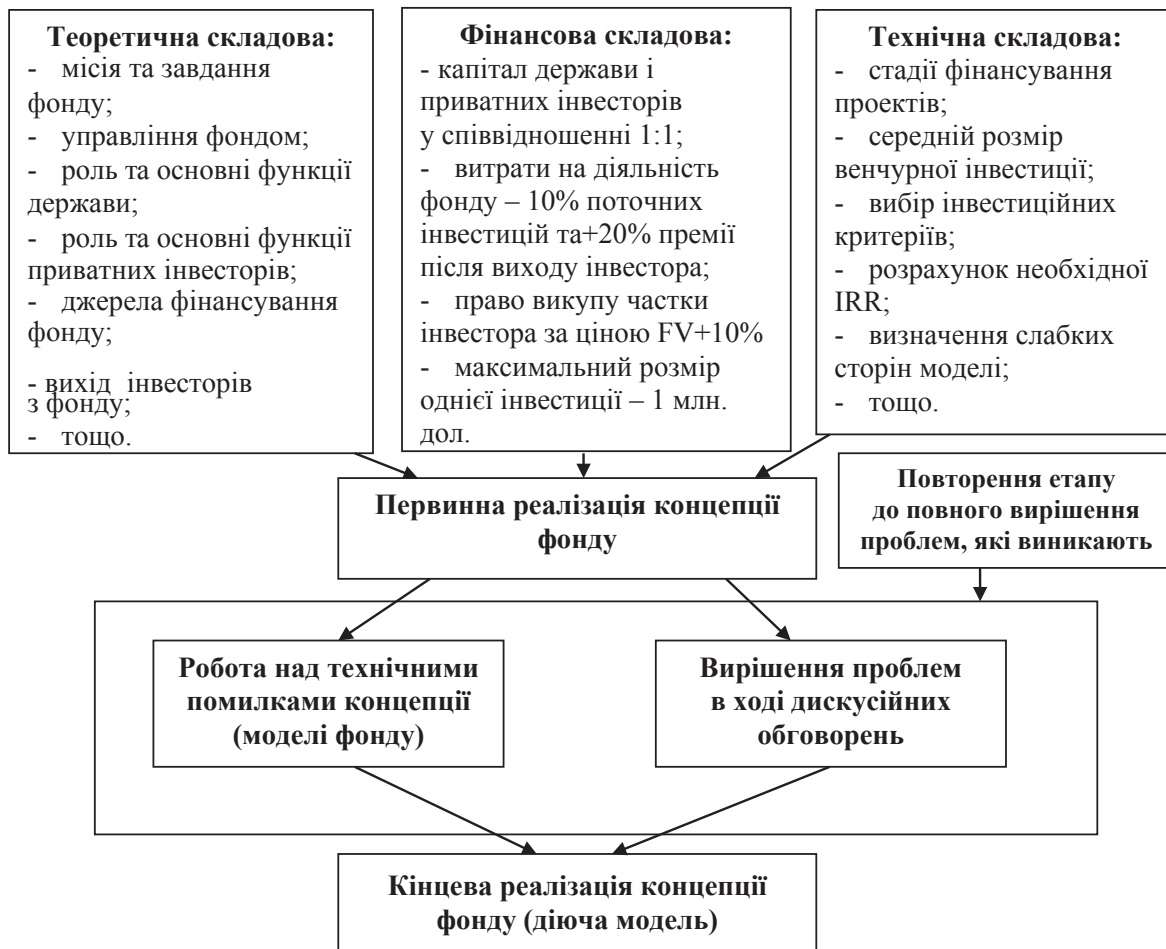 Теоретична складова:
- місія та завдання
фонду;
- управління фондом;
- роль та основні функції
держави;
- роль та основні функції
приватних інвесторів;
- джерела фінансування
фонду;
- вихід інвесторів
з фонду;
- тощо.
Фінансова складова:
- капітал держави і
приватних інвесторів
у співвідношенні 1:1;
- витрати на діяльність
фонду – 10% поточних
інвестицій та+20% премії
після виходу інвестора;
- право викупу частки
інвестора за ціною FV+10%
- максимальний розмір
однієї інвестиції – 1 млн.
дол.
Технічна складова:
- стадії фінансування
проектів;
- середній розмір
венчурної інвестиції;
- вибір інвестиційних
критеріїв;
- розрахунок необхідної
IRR;
- визначення слабких
сторін моделі;
- тощо.
Первинна реалізація концепції
фонду
Повторення етапу
до повного вирішення
проблем, які виникають
Робота над технічними
помилками концепції
(моделі фонду)
Вирішення проблем
в ході дискусійних
обговорень
Кінцева реалізація концепції
фонду (діюча модель)